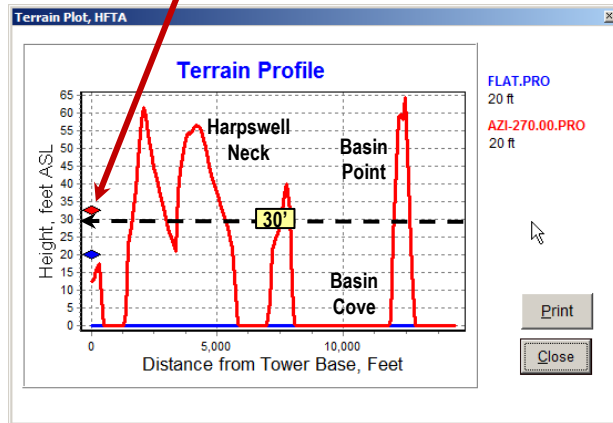 Terrain Plot, HFTA
Terrain Profile
FLAT.PRO
20 ft
AZI-270.00.PRO
20 ft
Height, feet ASL
65
60
55
50
45
40
35
30
25
20
15
10
5
0
Harpswell
Neck
Basin
Point
30'
Basin
Cove
0
5,000
10,000
Distance from Tower Base, Feet
Print
Close